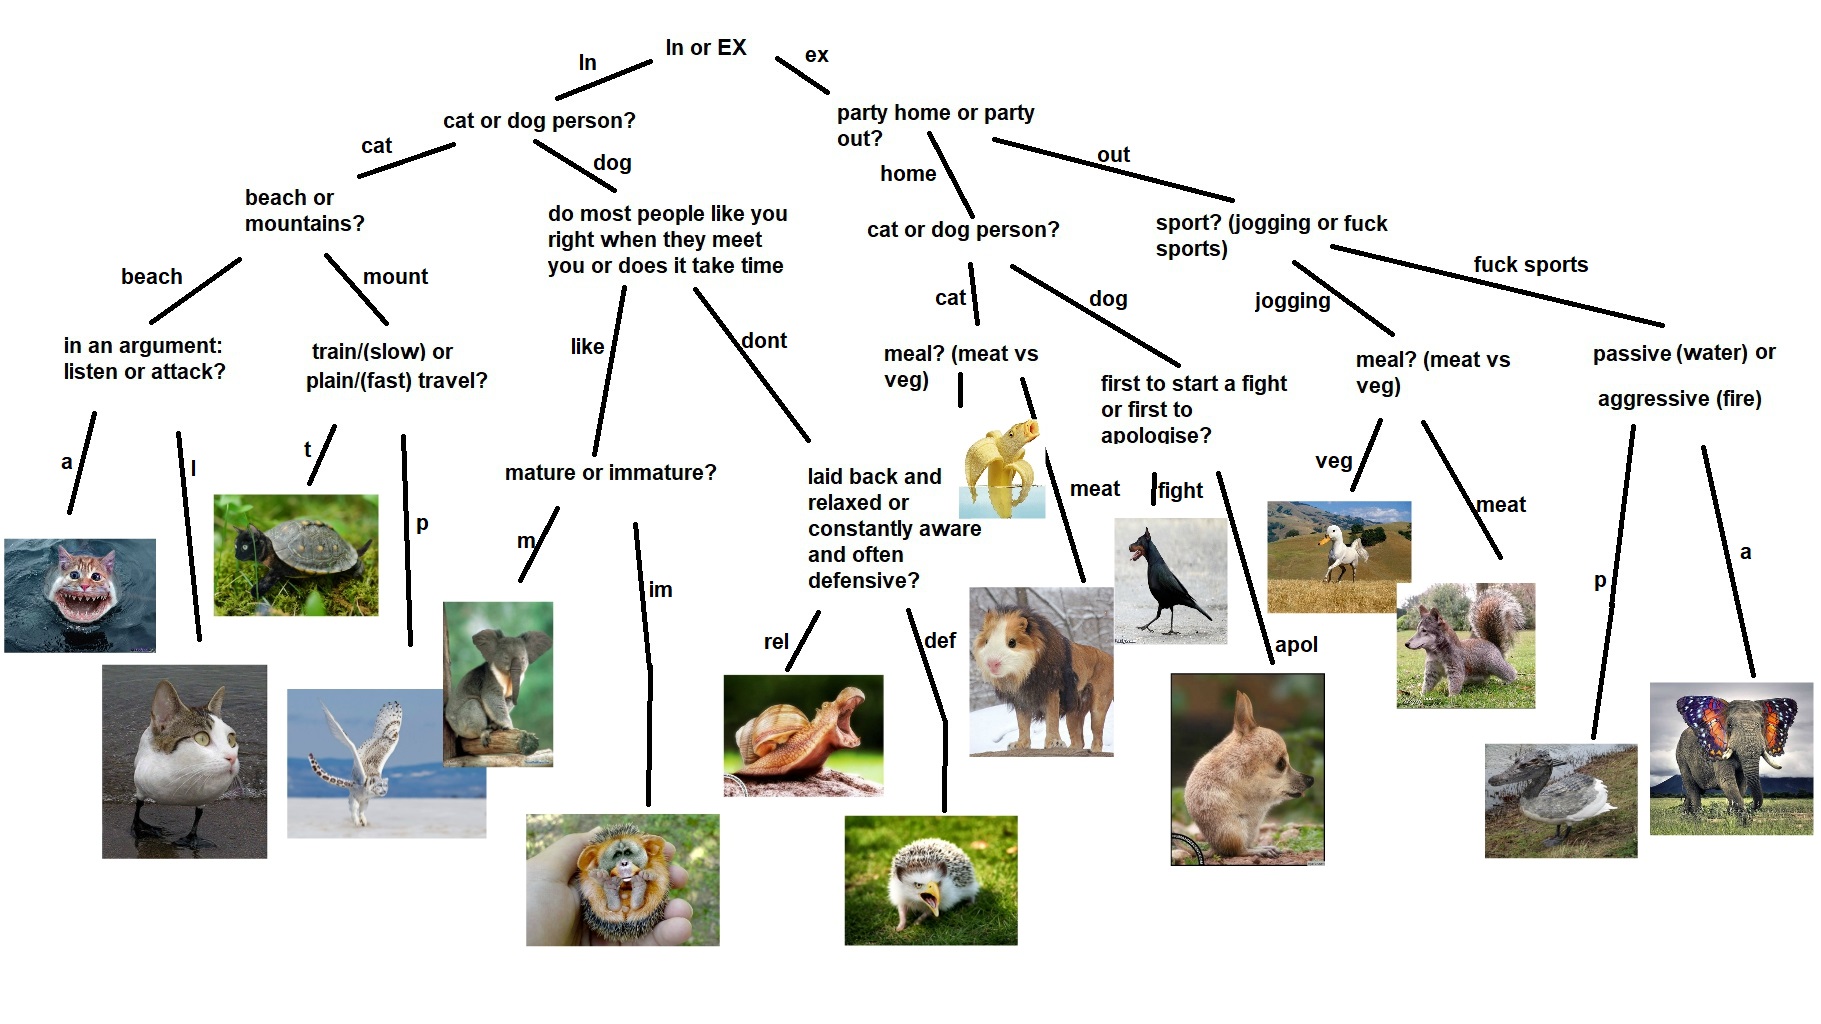 In or EX
In
ex
cat or dog person?
party home or party
out?
cat
dog
home
out
beach or
mountains?
do most people like you
right when they meet
you or does it take time
cat or dog person?
sport? (jogging or fuck
sports)
beach
mount
like
dont
cat
dog
jogging
fuck sports
in an argument:
listen or attack?
train/(slow) or
plain/(fast) travel?
meal? (meat vs
veg)
first to start a fight
or first to
apologise?
meal? (meat vs
veg)
passive (water) or
aggressive (fire)
a
l
t
p
mature or immature?
laid back and
relaxed or
constantly aware
and often
defensive?
meat
fight
veg
meat
m
im
rel
def
apol
p
a